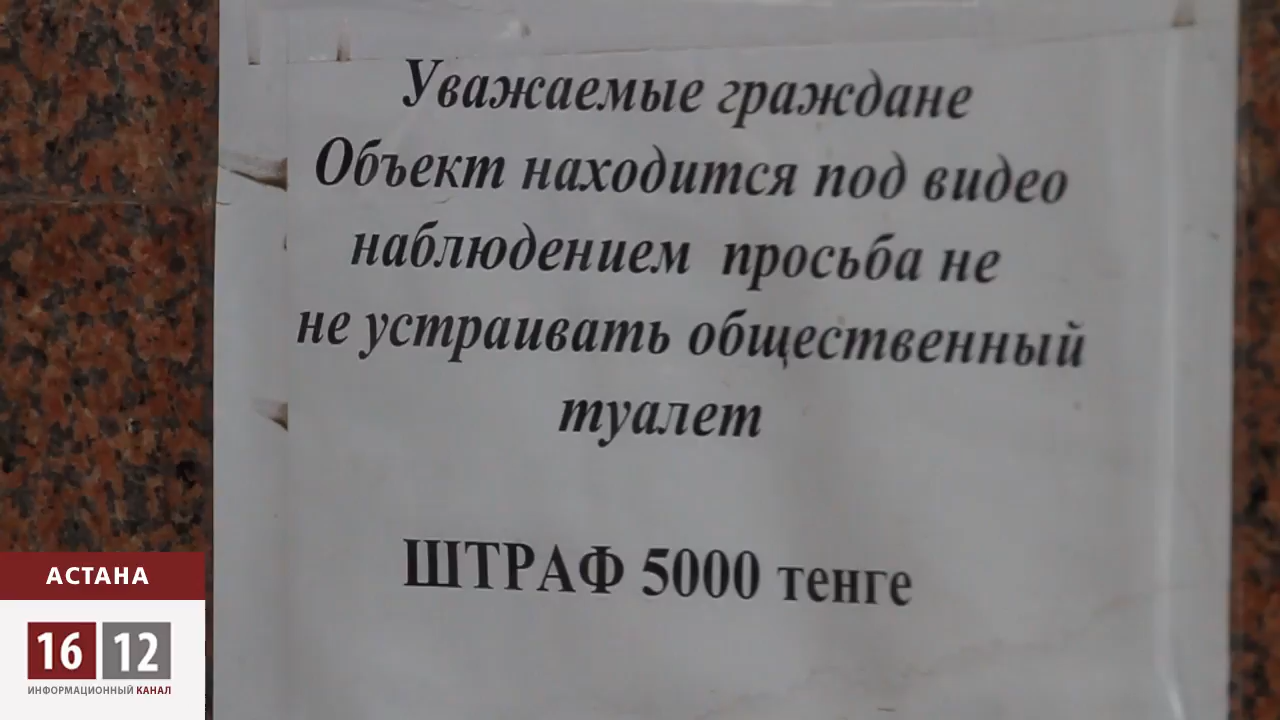 Уважаемые граждане
Объект находится под видео
наблюдением просьба не
не устраивать общественный
туалет
ШТРАФ 5000 тенге
АСТАНА
16 12
ИНФОРМАЦИОННЫЙ КАНАЛ